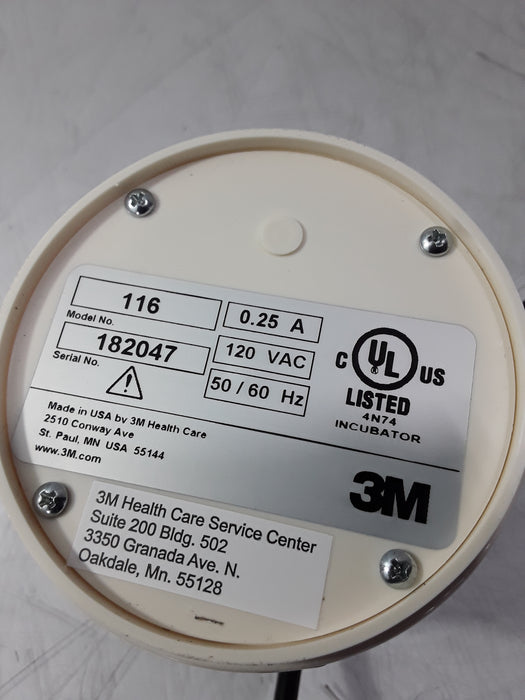 116
Model No.
0.25 A
182047
Serial No.
120 VAC
50 / 60 Hz
C UL US
®
LISTED
4N74
INCUBATOR
Made in USA by 3M Health Care
2510 Conway Ave
St. Paul, MN USA 55144
www.3M.com
3M
3M Health Care Service Center
Suite 200 Bldg. 502
3350 Granada Ave. N.
Oakdale, Mn. 55128